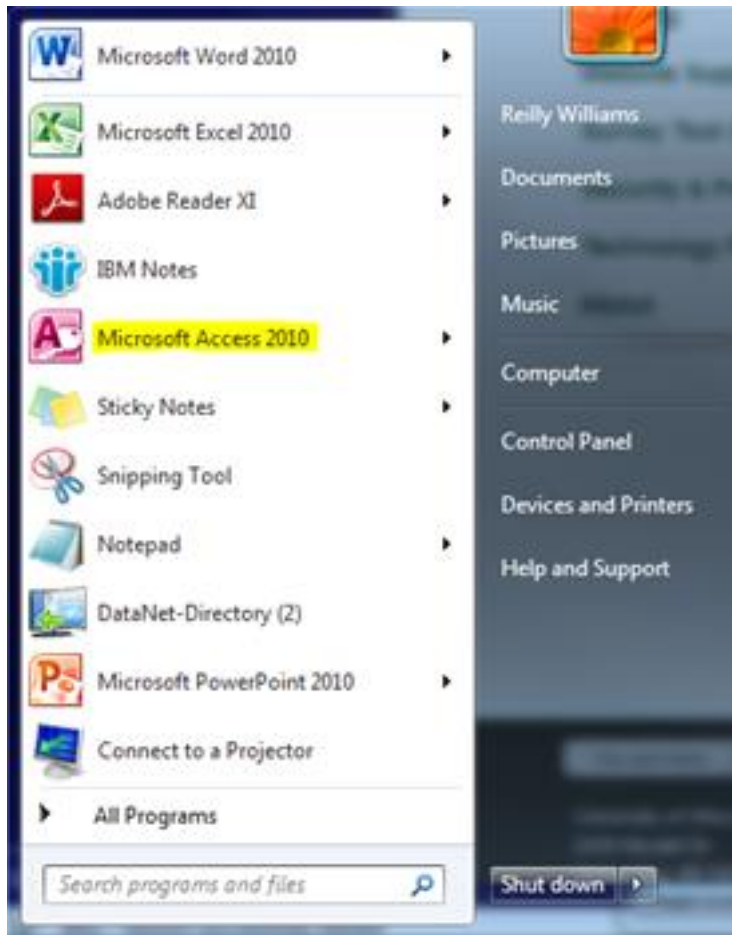 Microsoft Word 2010
Microsoft Excel 2010
Adobe Reader XI
IBM Notes
Microsoft Access 2010
Sticky Notes
Snipping Tool
Notepad
DataNet-Directory (2)
Microsoft PowerPoint 2010
Connect to a Projector
All Programs
Search programs and files
Reilly Williams
Documents
Pictures
Music
Computer
Control Panel
Devices and Printers
Help and Support
Shut down